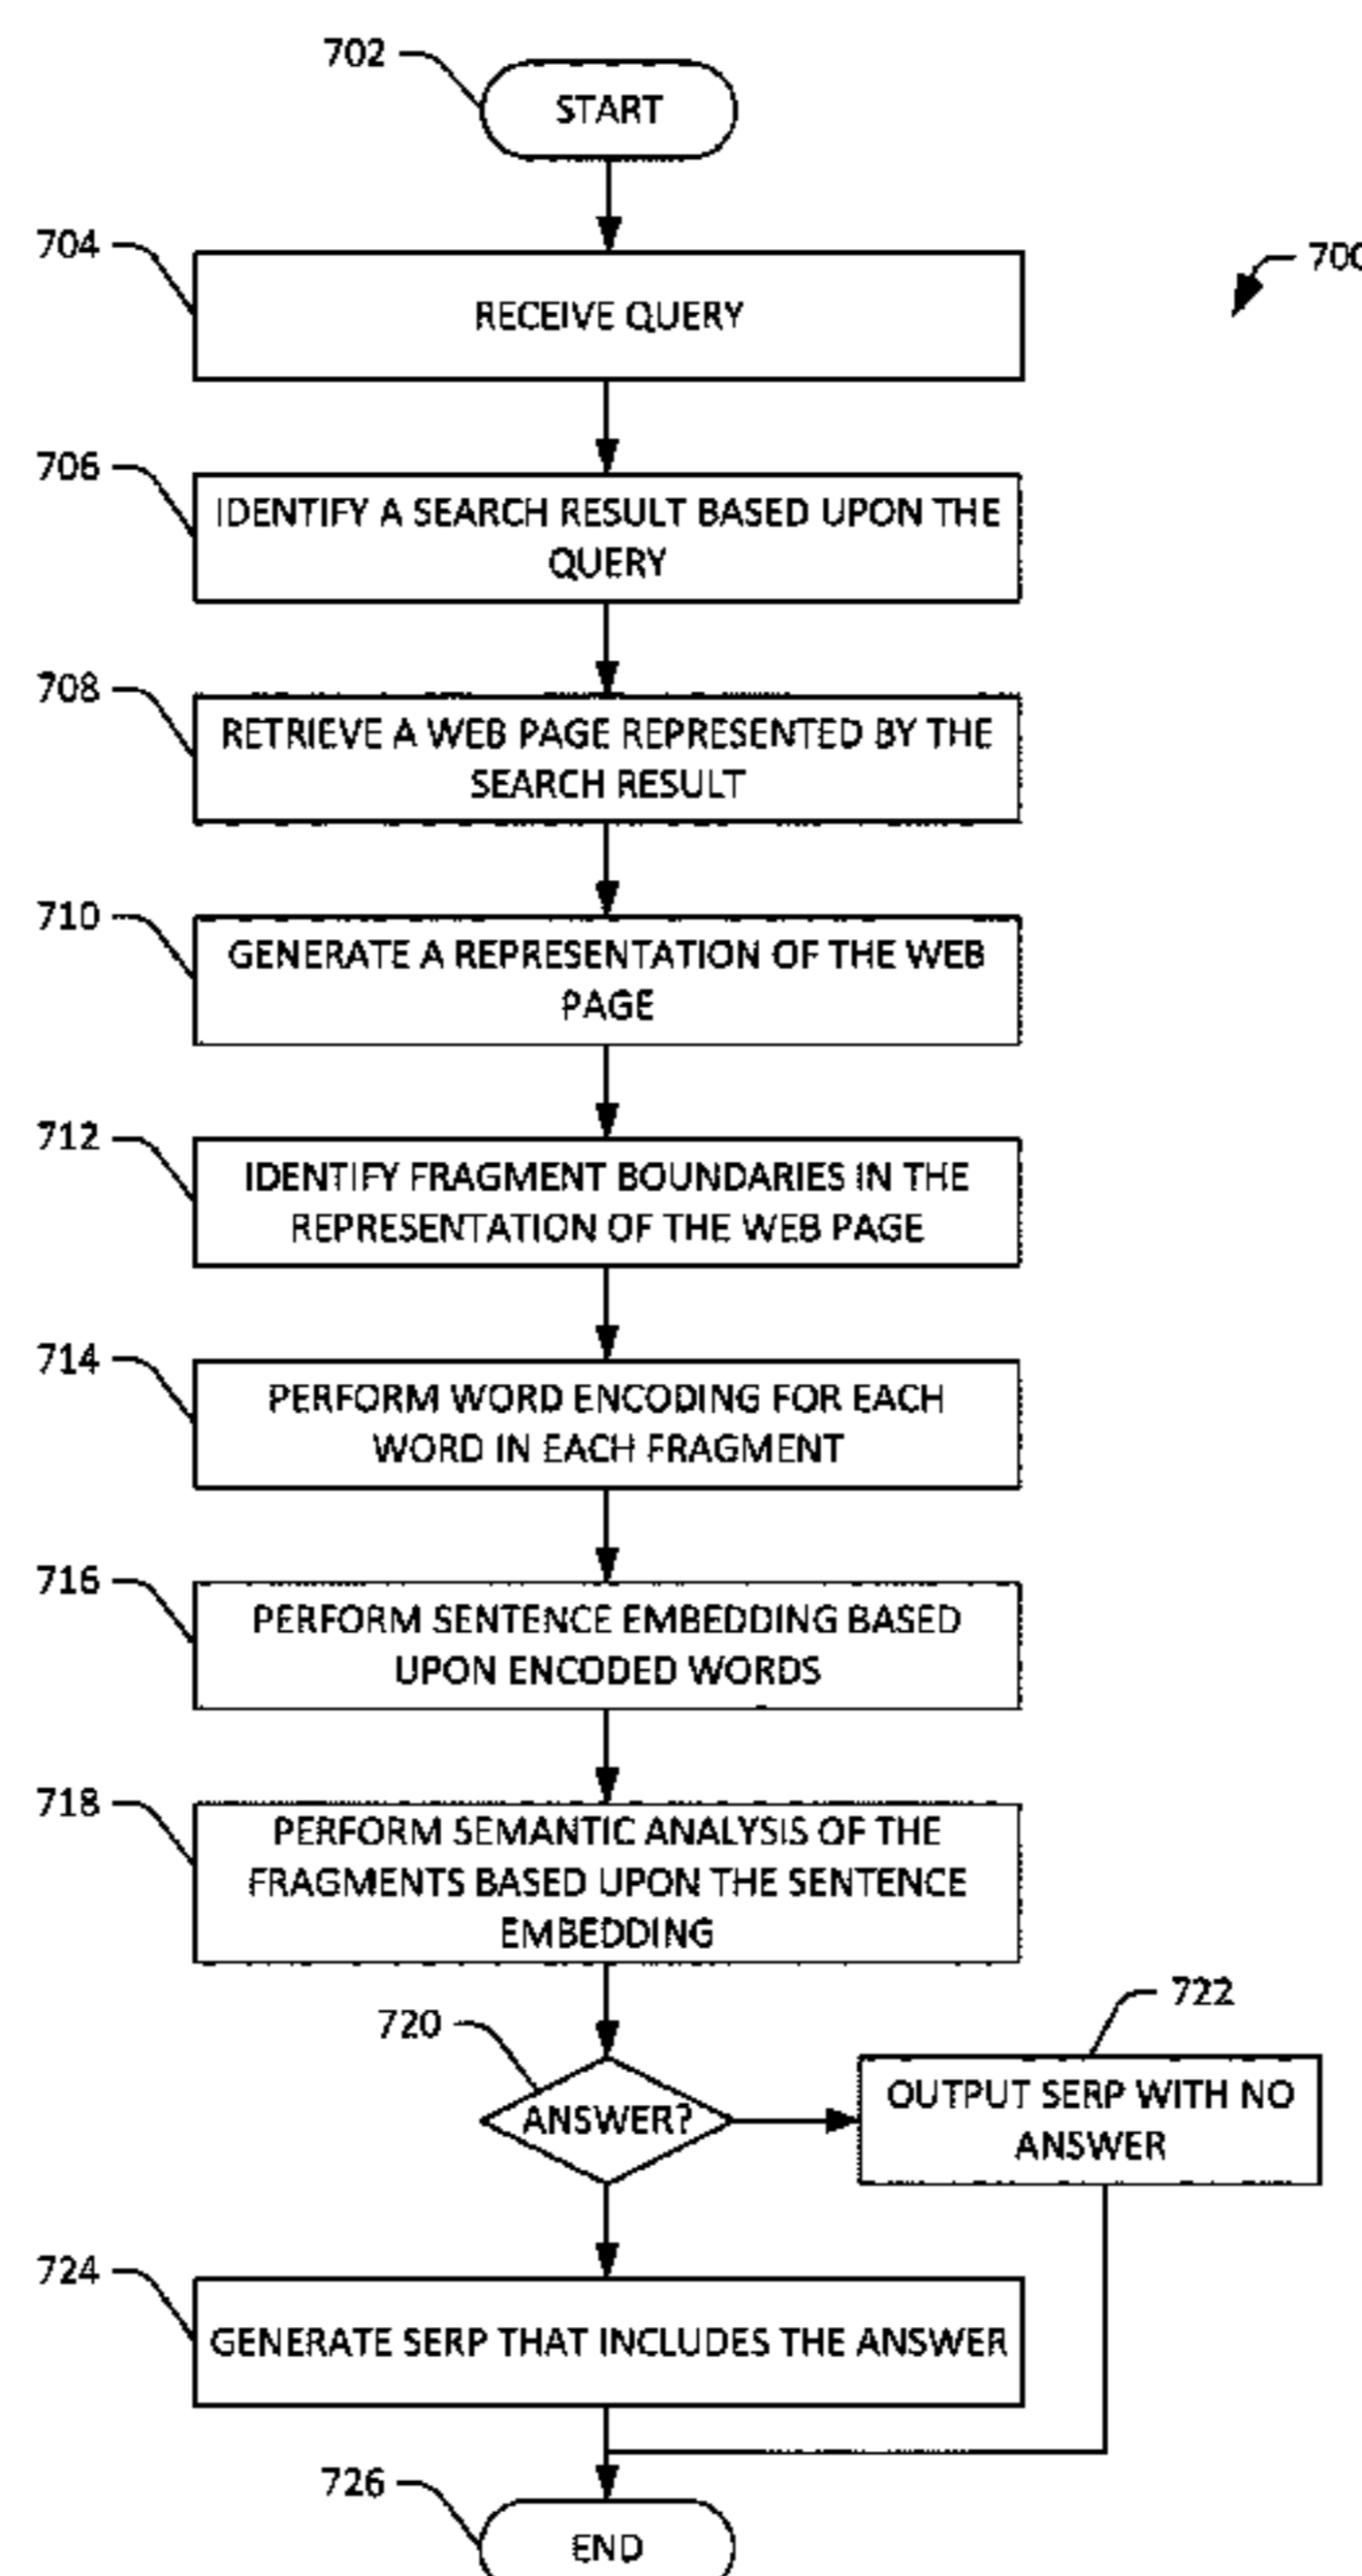 702
START
704
700
RECEIVE QUERY
706
IDENTIFY A SEARCH RESULT BASED UPON THE
QUERY
708
RETRIEVE A WEB PAGE REPRESENTED BY THE
SEARCH RESULT
710
GENERATE A REPRESENTATION OF THE WEB
PAGE
712
IDENTIFY FRAGMENT BOUNDARIES IN THE
REPRESENTATION OF THE WEB PAGE
714
PERFORM WORD ENCODING FOR EACH
WORD IN EACH FRAGMENT
716
PERFORM SENTENCE EMBEDDING BASED
UPON ENCODED WORDS
718
PERFORM SEMANTIC ANALYSIS OF THE
FRAGMENTS BASED UPON THE SENTENCE
EMBEDDING
720
722
ANSWER?
OUTPUT SERP WITH NO
ANSWER
724
GENERATE SERP THAT INCLUDES THE ANSWER
726
END